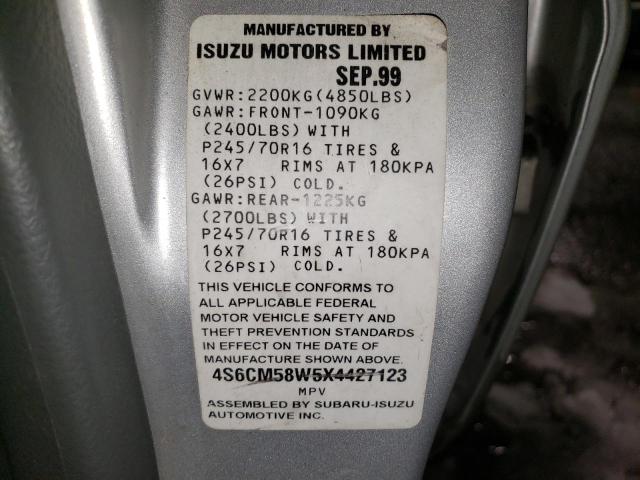 MANUFACTURED BY
ISUZU MOTORS LIMITED
SEP.99
GVWR:2200KG(4850LBS)
GAWR:FRONT-1090KG
(2400LBS) WITH
P245/70R16 TIRES &
16X7 RIMS AT 180KPA
(26PSI) COLD.
GAWR:REAR-1225KG
(2700LBS) WITH
P245/70R16 TIRES &
16X7 RIMS AT 180KPA
(26PSI) COLD.
THIS VEHICLE CONFORMS TO
ALL APPLICABLE FEDERAL
MOTOR VEHICLE SAFETY AND
THEFT PREVENTION STANDARDS
IN EFFECT ON THE DATE OF
MANUFACTURE SHOWN ABOVE.
4S6CM58W5X4427123
MPV
ASSEMBLED BY SUBARU-ISUZU
AUTOMOTIVE INC.